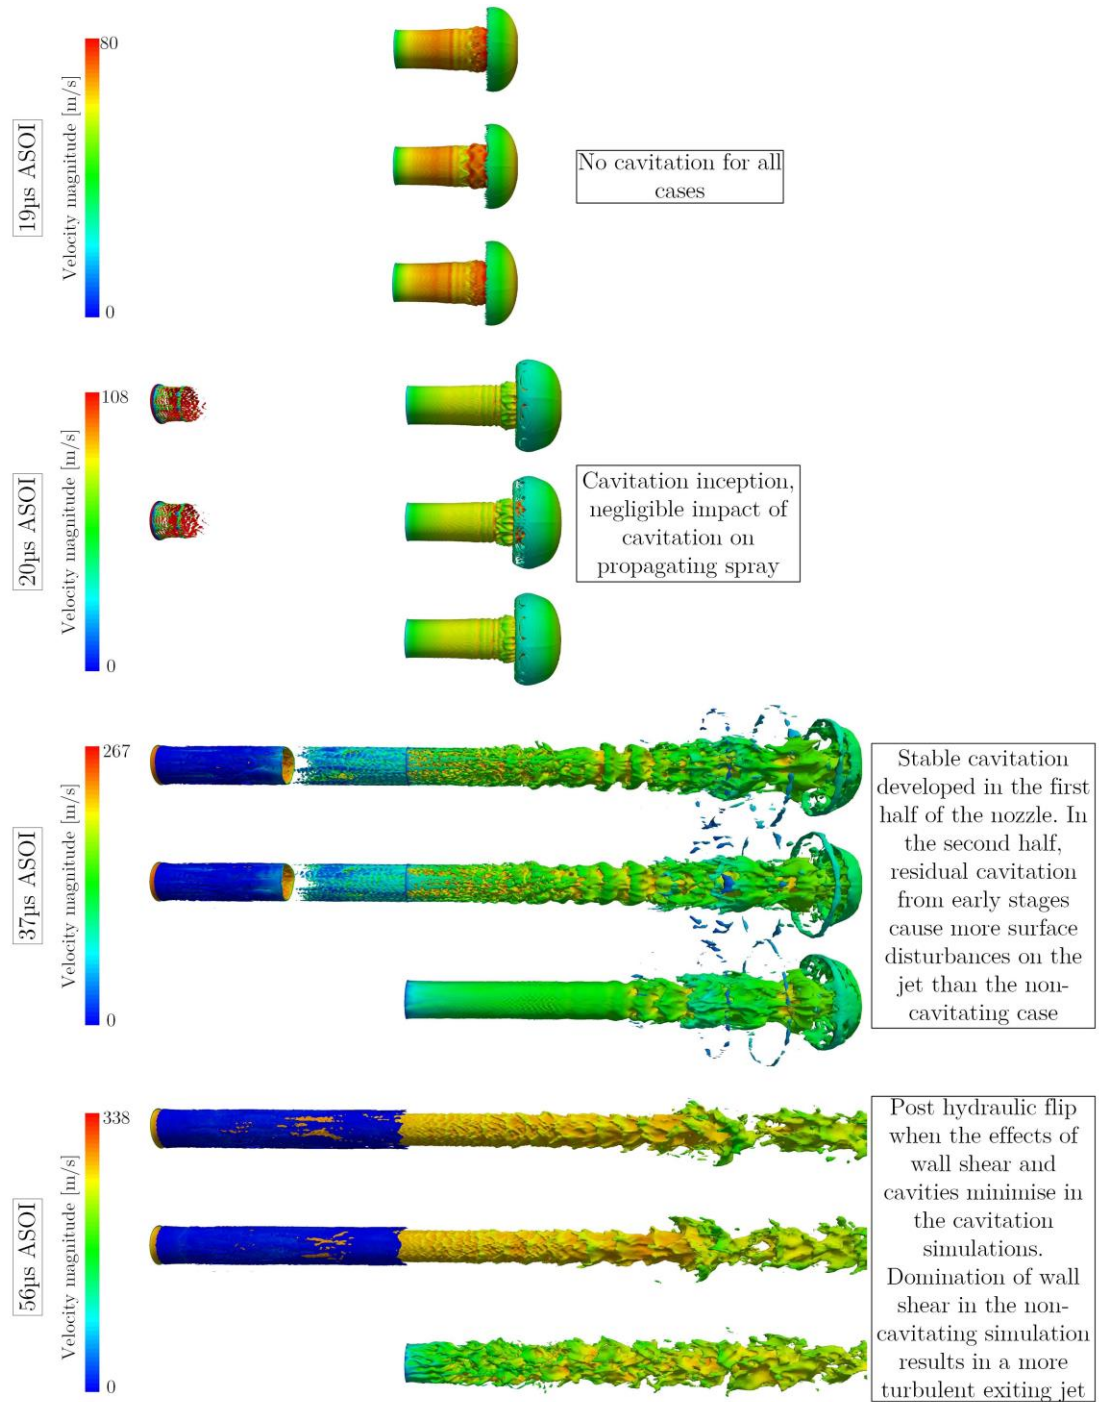 19µs ASOI
Velocity magnitude [m/s]
80
0
No cavitation for all
cases
20µs ASOI
Velocity magnitude [m/s]
108
0
Cavitation inception,
negligible impact of
cavitation on
propagating spray
37µs ASOI
Velocity magnitude [m/s]
267
0
Stable cavitation
developed in the first
half of the nozzle. In
the second half,
residual cavitation
from early stages
cause more surface
disturbances on the
jet than the non-
cavitating case
56µs ASOI
Velocity magnitude [m/s]
338
0
Post hydraulic flip
when the effects of
wall shear and
cavities minimise in
the cavitation
simulations.
Domination of wall
shear in the non-
cavitating simulation
results in a more
turbulent exiting jet